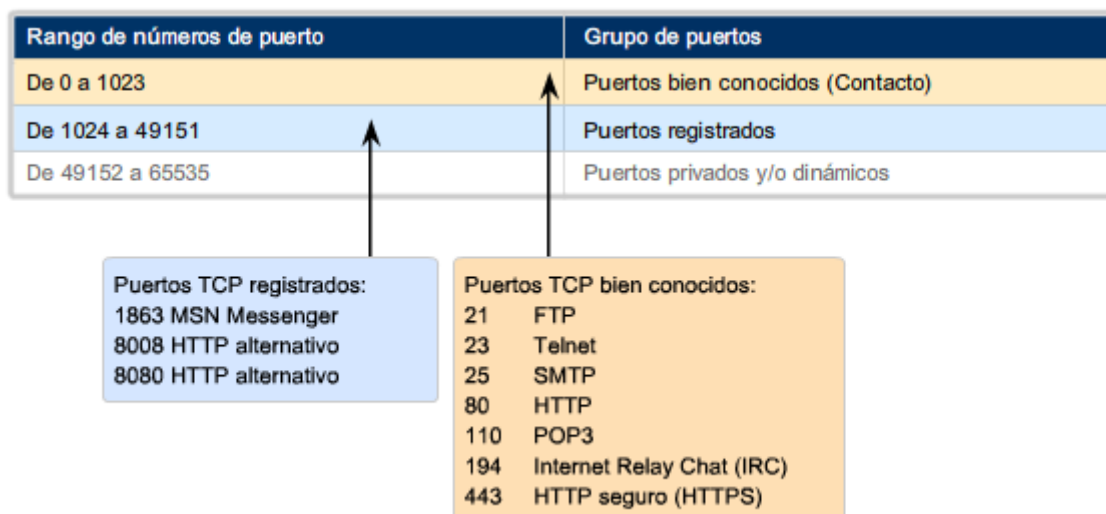 Rango de números de puerto Grupo de puertos
De 0 a 1023 Puertos bien conocidos (Contacto)
De 1024 a 49151 Puertos registrados
De 49152 a 65535 Puertos privados y/o dinámicos
Puertos TCP registrados:
1863 MSN Messenger
8008 HTTP alternativo
8080 HTTP alternativo
Puertos TCP bien conocidos:
21 FTP
23 Telnet
25 SMTP
80 HTTP
110 POP3
194 Internet Relay Chat (IRC)
443 HTTP seguro (HTTPS)